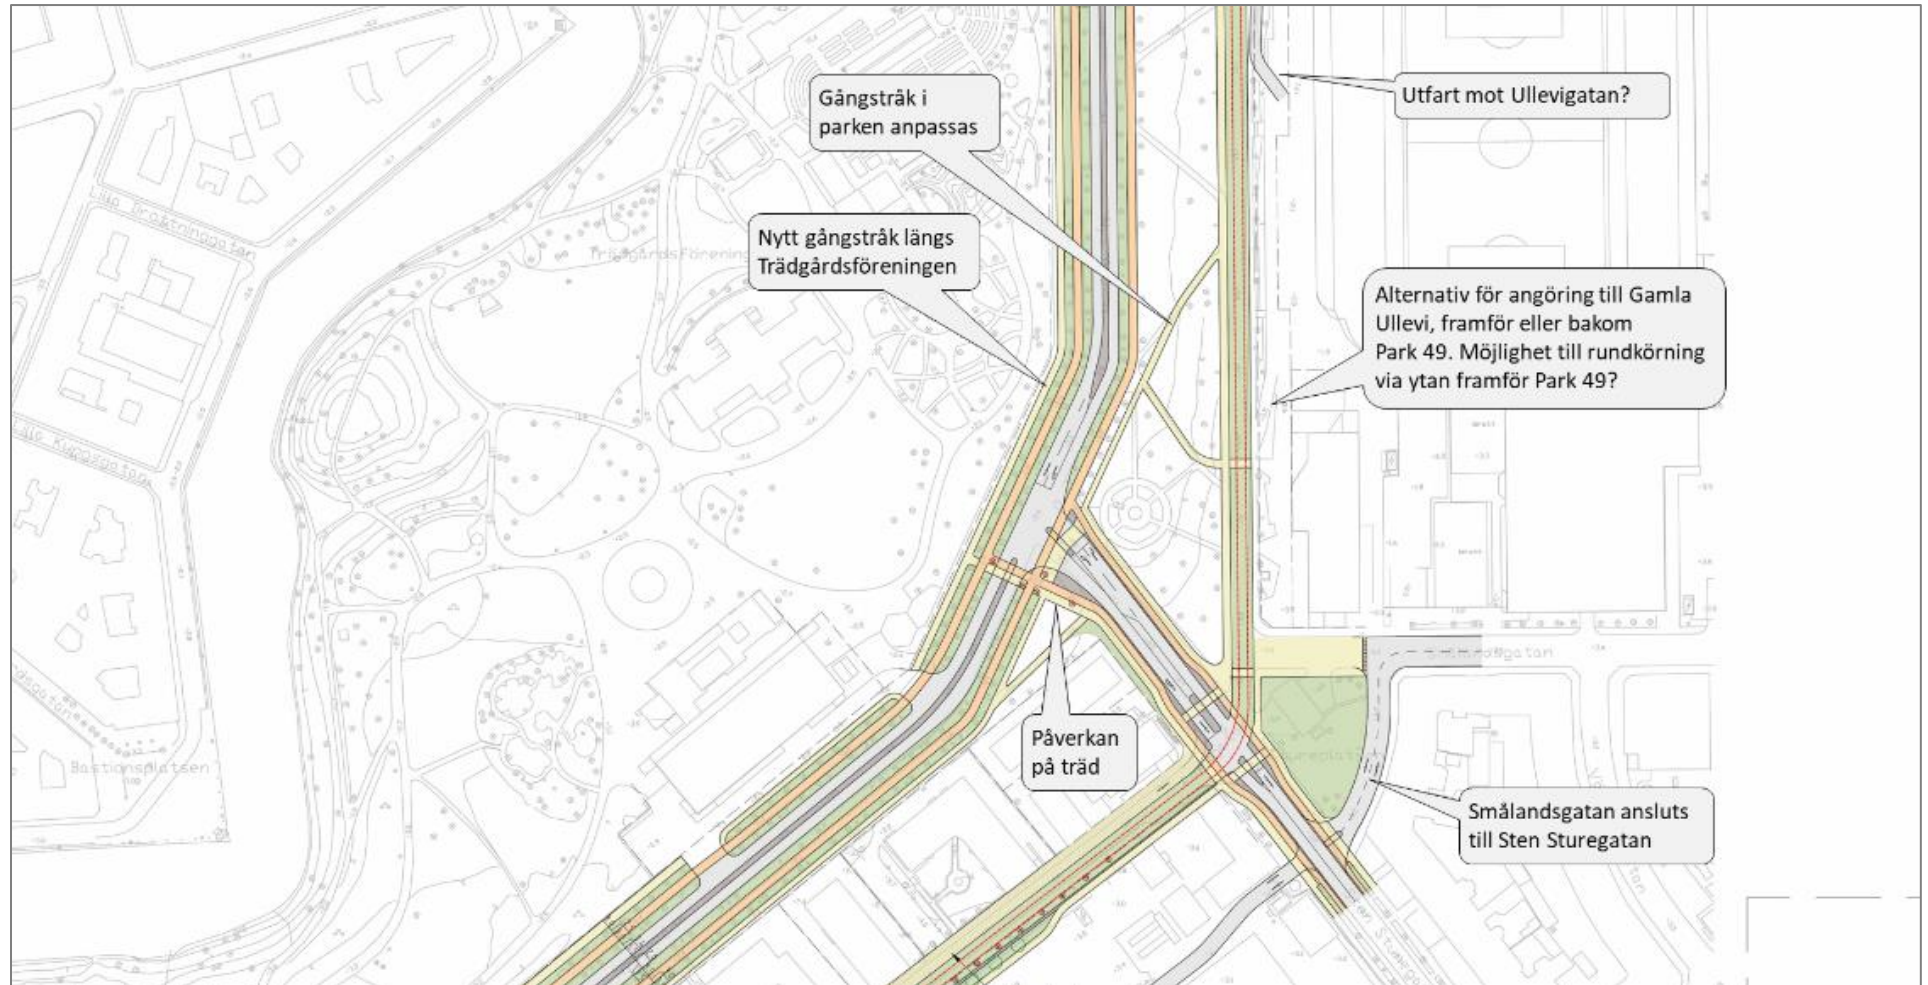 Gångstråk i
parken anpassas
Utfart mot Ullevigatan?
Nytt gångstråk längs
Trädgårdsföreningen
Alternativ för angöring till Gamla
Ullevi, framför eller bakom
Park 49. Möjlighet till rundkörning
via ytan framför Park 49?
Påverkan
på träd
Bastionsplatsen
Smålandsgatan ansluts
till Sten Sturegatan